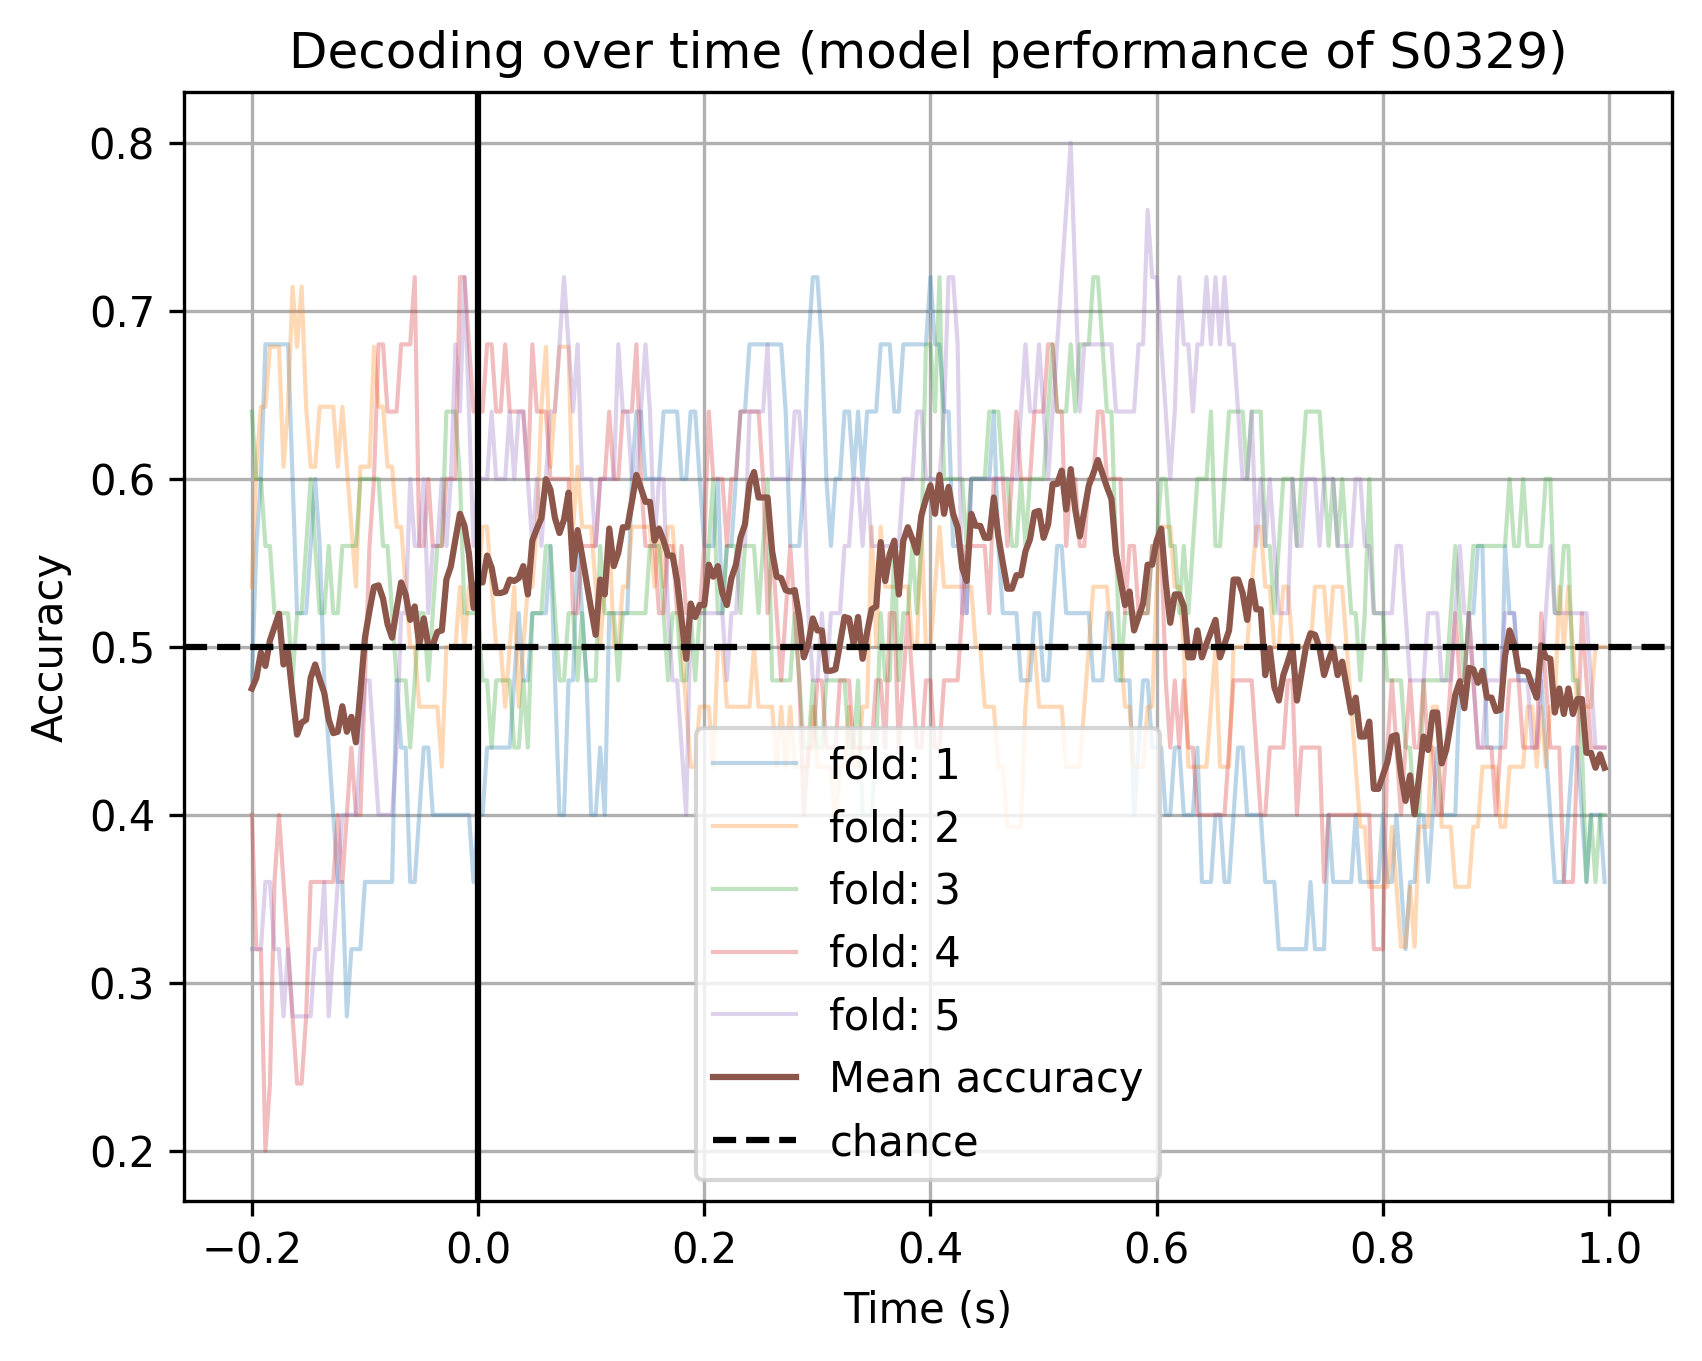 Decoding over time (model performance of S0329)
Accuracy
0.8
0.7
0.6
0.5
0.4
0.3
0.2
fold: 1
fold: 2
fold: 3
fold: 4
fold: 5
Mean accuracy
chance
−0.2 0.0 0.2 0.4 0.6 0.8 1.0
Time (s)